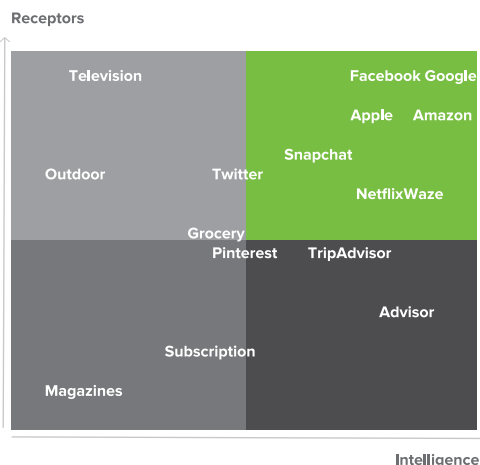 Receptors
Television
Facebook Google
Apple Amazon
Snapchat
Outdoor
Twitter
NetflixWaze
Grocery
Pinterest
TripAdvisor
Advisor
Subscription
Magazines
Intelligence